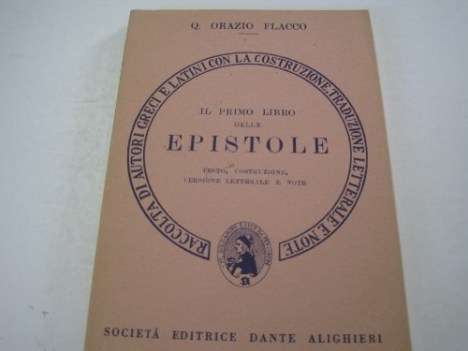 Q. ORAZIO FLACCO
RACCOLTA DI AUTORI GRECI E LATINI CON LA COSTRUZIONE, TRADUZIONE LETTERALE E NOTE
IL PRIMO LIBRO
DELLE
EPISTOLE
TESTO, COSTRUZIONE,
VERSIONE LETTERALE E NOTE
SOCIETÀ EDITRICE DANTE ALIGHIERI